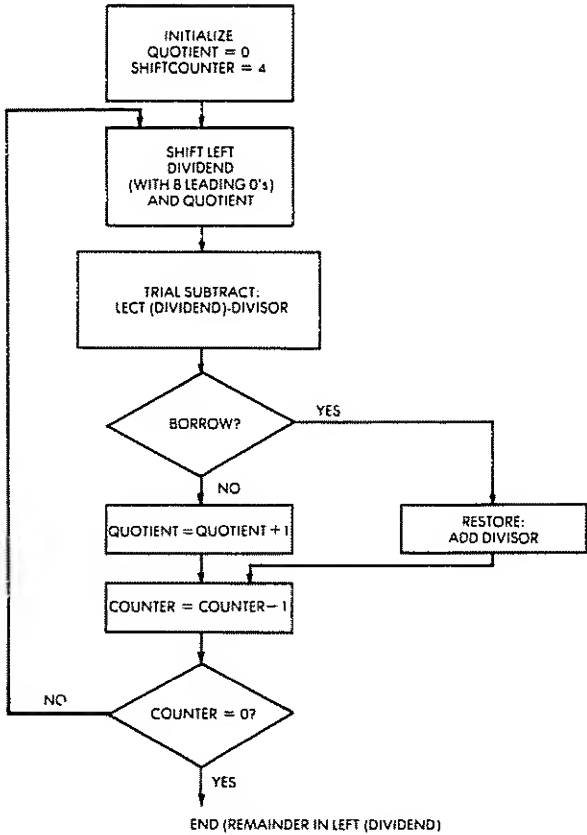 INITIALIZE
QUOTIENT = 0
SHIFTCOUNTER = 4
SHIFT LEFT
DIVIDEND
(WITH 8 LEADING 0's)
AND QUOTIENT
TRIAL SUBTRACT:
LECT (DIVIDEND)-DIVISOR
BORROW?
YES
NO
QUOTIENT = QUOTIENT + 1
RESTORE:
ADD DIVISOR
COUNTER = COUNTER - 1
NO
COUNTER = 0?
YES
END (REMAINDER IN LEFT (DIVIDEND)